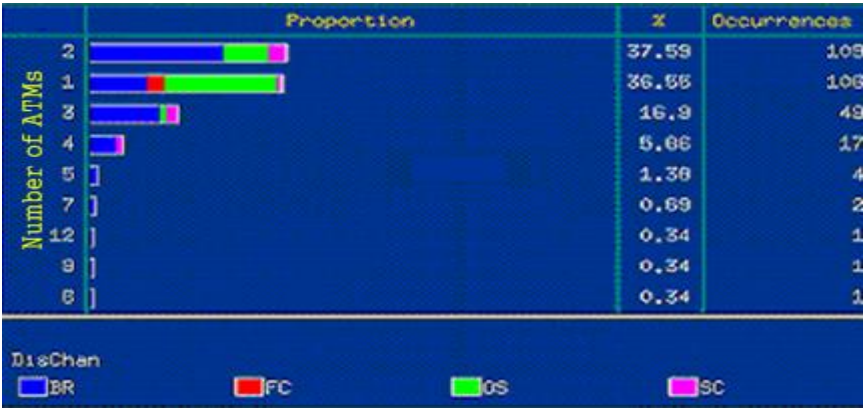 Proportion % Occurrences
Number of ATMs
2 37.59 109
1 36.55 106
3 16.9 49
4 5.86 17
5 1.38 4
7 0.69 2
12 0.34 1
9 0.34 1
0.34 1
DisChan
BR FC OS SC